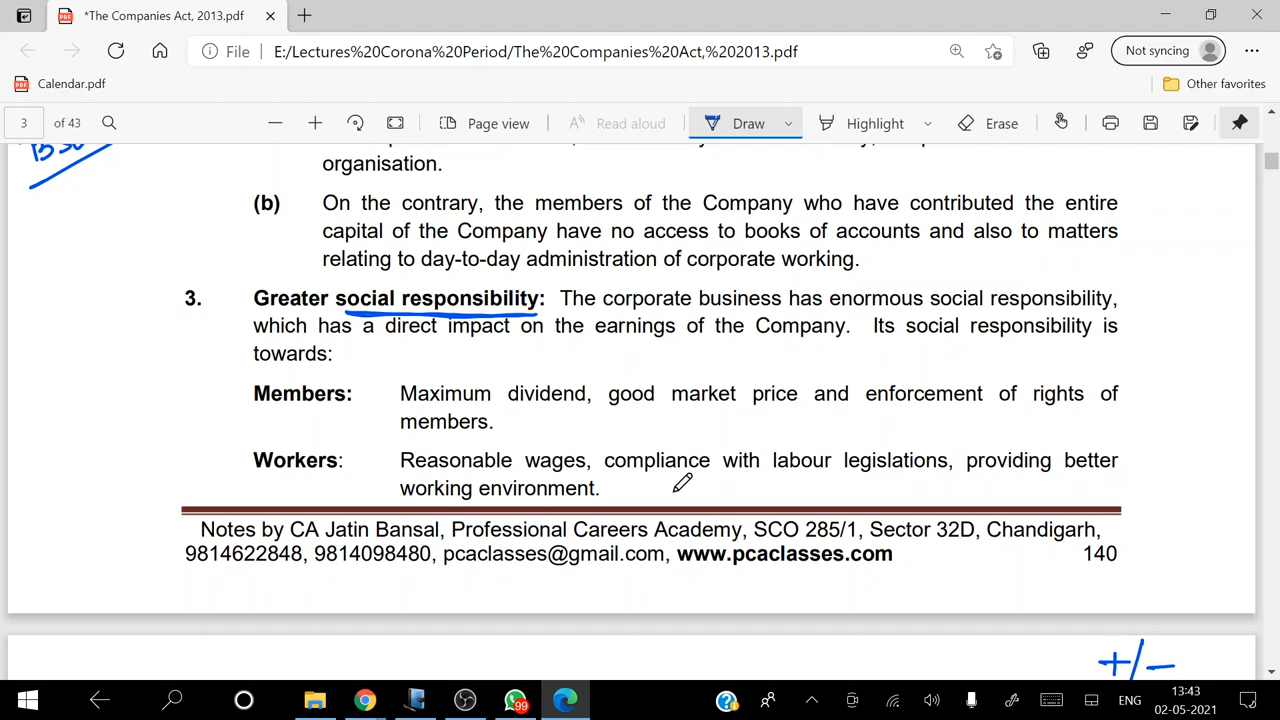 *The Companies Act, 2013.pdf
File E:/Lectures%20Corona%20Period/The%20Companies%20Act,%202013.pdf
Not syncing
Calendar.pdf
Other favorites
3 of 43
Page view
Read aloud
Draw
Highlight
Erase
organisation.
(b) On the contrary, the members of the Company who have contributed the entire
capital of the Company have no access to books of accounts and also to matters
relating to day-to-day administration of corporate working.
3. Greater social responsibility: The corporate business has enormous social responsibility,
which has a direct impact on the earnings of the Company. Its social responsibility is
towards:
Members: Maximum dividend, good market price and enforcement of rights of
members.
Workers: Reasonable wages, compliance with labour legislations, providing better
working environment.
Notes by CA Jatin Bansal, Professional Careers Academy, SCO 285/1, Sector 32D, Chandigarh,
9814622848, 9814098480, pcaclasses@gmail.com, www.pcaclasses.com 140
+/-
99
ENG
13:43
02-05-2021